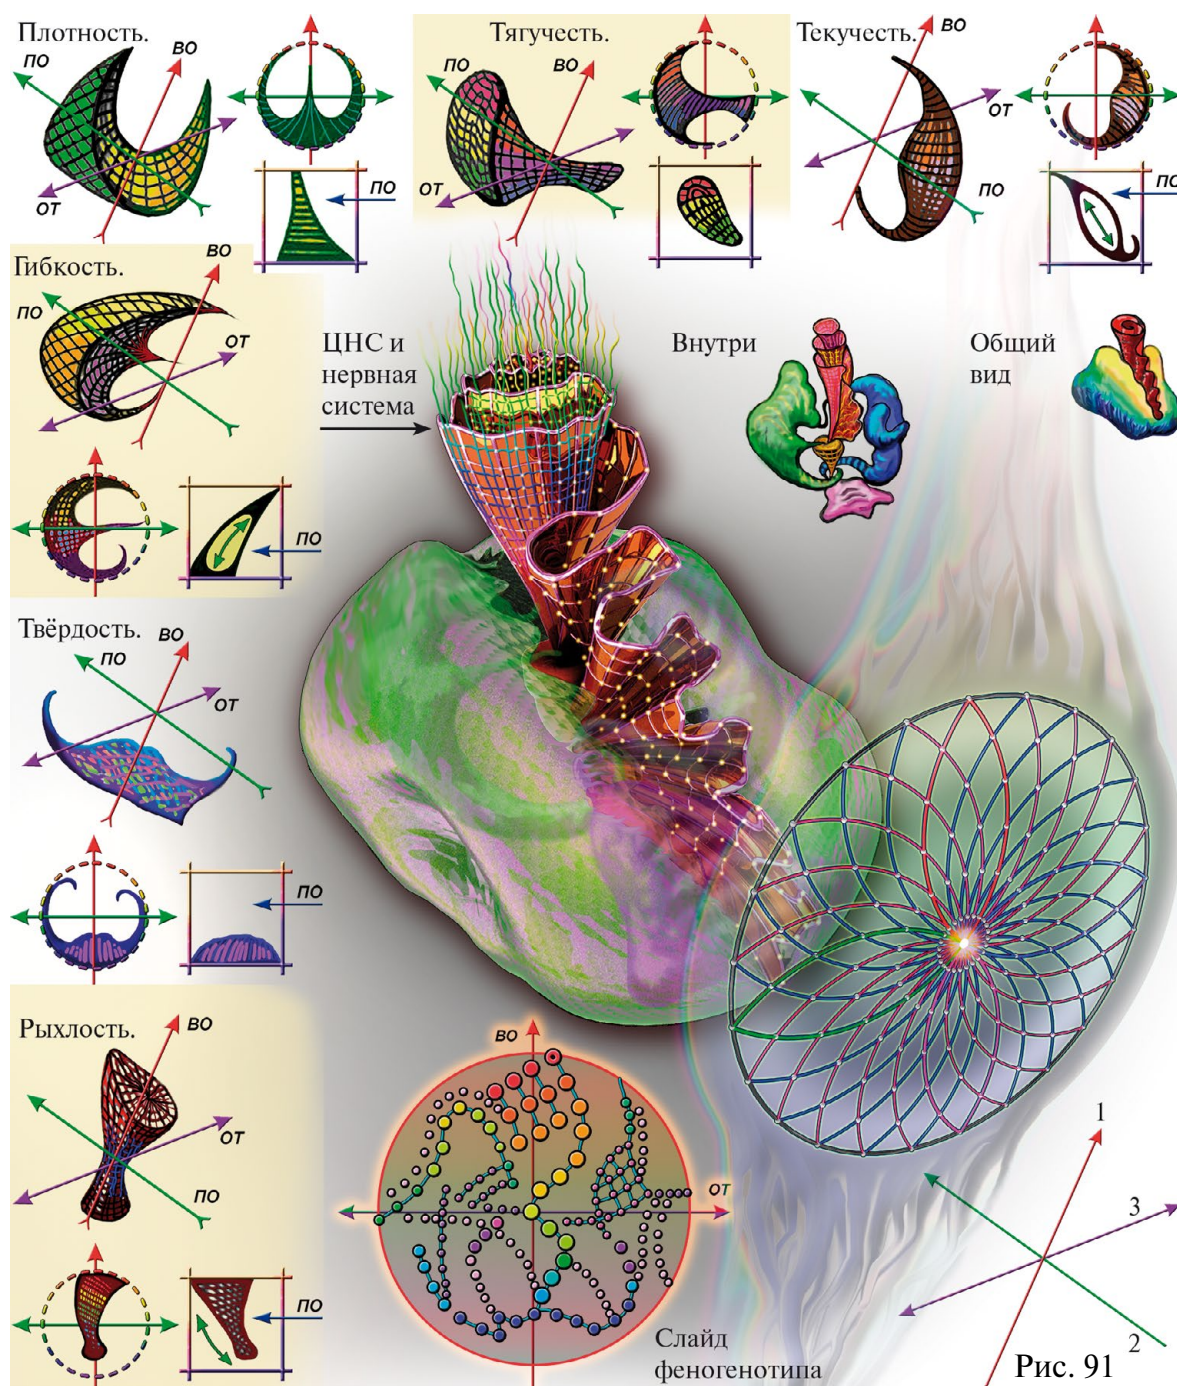 Плотность.
ВО
ПО
ОТ
ПО
Тягучесть.
ПО
ВО
ОТ
Текучесть.
ВО
ОТ
ПО
ПО
Гибкость.
ВО
ПО
ОТ
ПО
ЦНС и
нервная
система
Внутри
Общий
вид
Твёрдость.
ВО
ПО
ОТ
ПО
Рыхлость.
ВО
ОТ
ПО
ПО
ВО
ОТ
Слайд
феногенотипа
1
3
2
Рис. 91